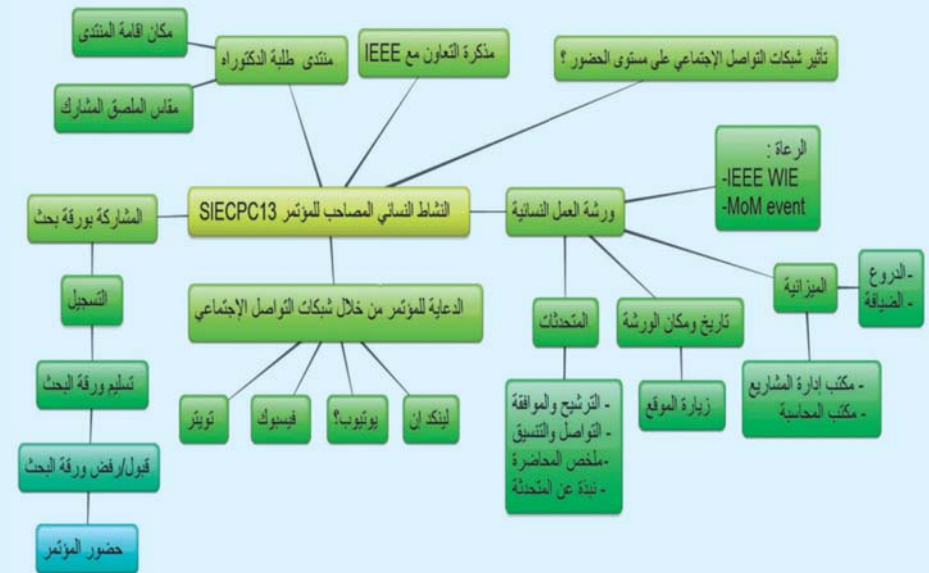 تأثير شبكات التواصل الإجتماعي على مستوى الحضور ؟
مذكرة التعاون مع IEEE
منتدى طلبة الدكتوراه
مكان اقامة المنتدى
مقاس الملصق المشارك
النشاط النسائي المصاحب للمؤتمر SIECPC13
ورشة العمل النسائية
الرعاة :
-IEEE WIE
-MoM event
الميزانية
-الدروع
- الضيافة
- مكتب إدارة المشاريع
- مكتب المحاسبة
تاريخ ومكان الورشة
زيارة الموقع
المتحدثات
- الترشيح والموافقة
- التواصل والتنسيق
-ملخص المحاضرة
- نبذة عن المتحدثة
الدعاية للمؤتمر من خلال شبكات التواصل الإجتماعي
لينكد إن
يوتيوب؟
فيسبوك
تويتر
المشاركة بورقة بحث
التسجيل
تسليم ورقة البحث
قبول/رفض ورقة البحث
حضور المؤتمر